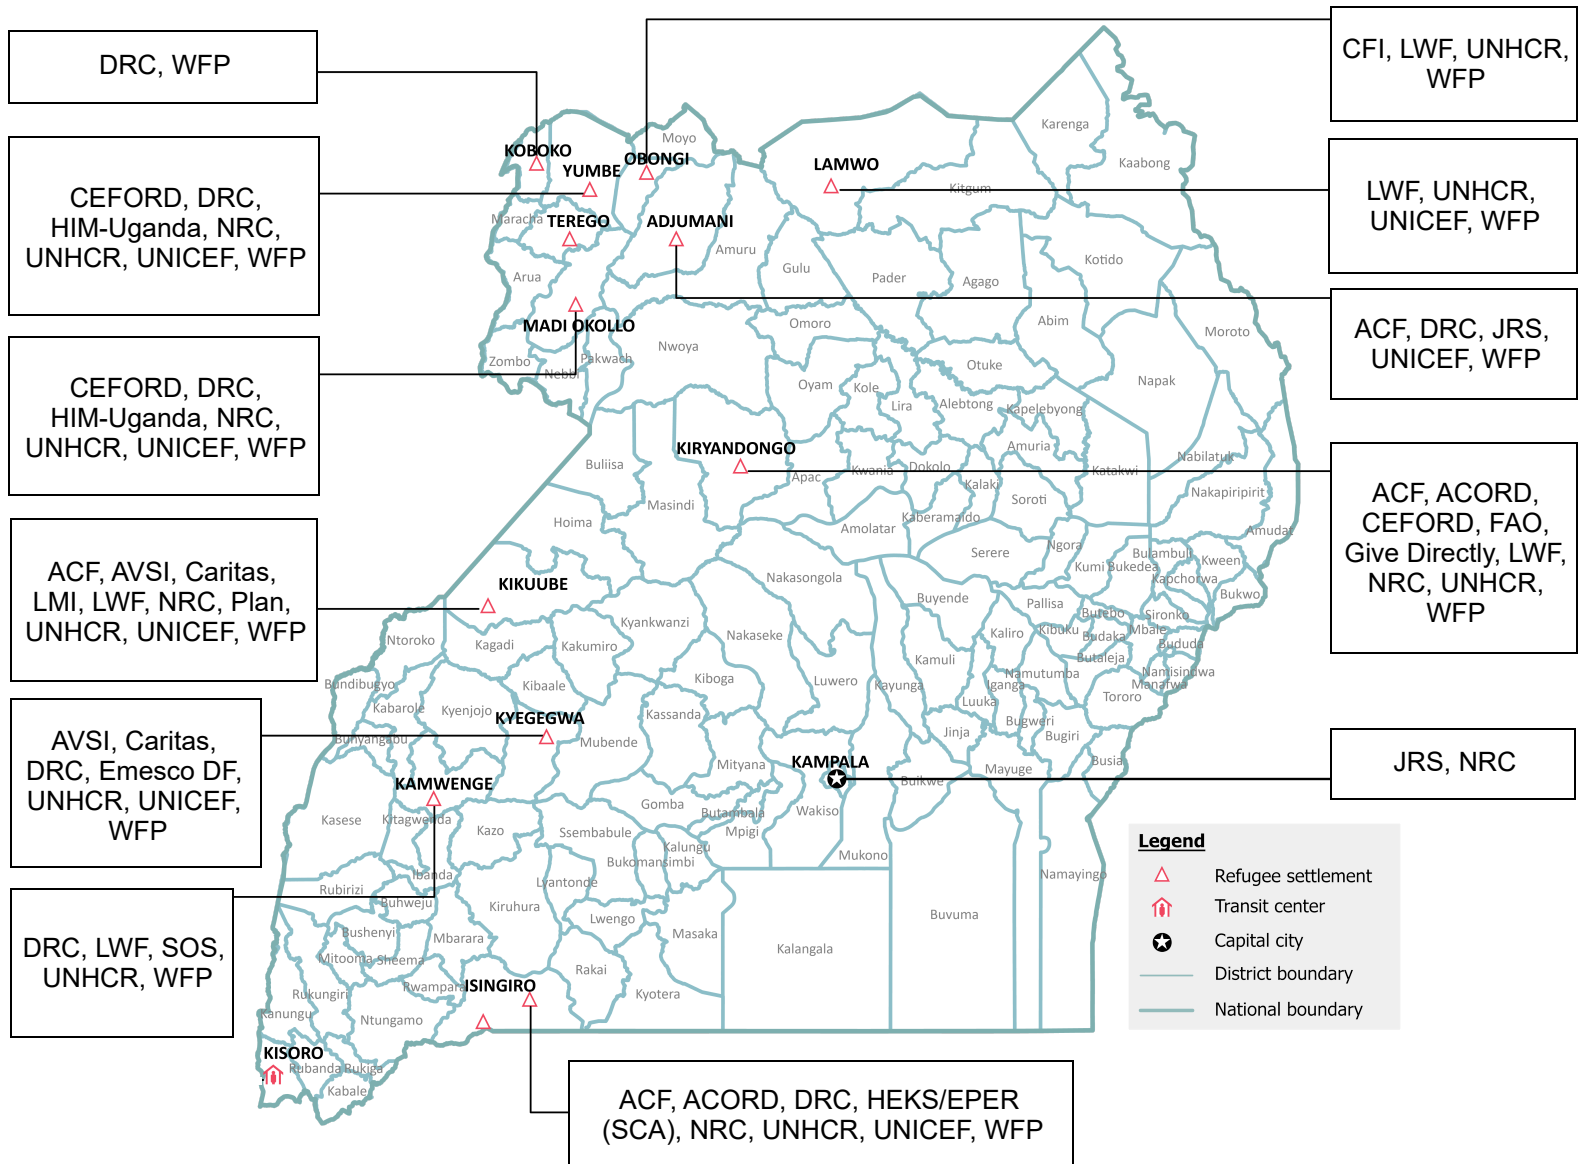 DRC, WFP
CEFORD, DRC,
HIM-Uganda, NRC,
UNHCR, UNICEF, WFP
CEFORD, DRC,
HIM-Uganda, NRC,
UNHCR, UNICEF, WFP
ACF, AVSI, Caritas,
LMI, LWF, NRC, Plan,
UNHCR, UNICEF, WFP
AVSI, Caritas,
DRC, Emesco DF,
UNHCR, UNICEF,
WFP
DRC, LWF, SOS,
UNHCR, WFP
CFI, LWF, UNHCR,
WFP
LWF, UNHCR,
UNICEF, WFP
ACF, DRC, JRS,
UNICEF, WFP
ACF, ACORD,
CEFORD, FAO,
Give Directly, LWF,
NRC, UNHCR,
WFP
JRS, NRC
ACF, ACORD, DRC, HEKS/EPER
(SCA), NRC, UNHCR, UNICEF, WFP
Karenga
Moyo
KOBOKO
OBONGI
LAMWO
Kaabong
YUMBE
Kitgum
Maracha
TEREGO
ADJUMANI
Amuru
Gulu
Pader
Agago
Kotido
Arua
MADI OKOLLO
Omoro
Abim
Moroto
Zombo
Nebbi
Pakwach
Nwoya
Otuke
Napak
Oyam
Kole
Lira
Alebtong
Kapelebyong
KIRYANDONGO
Amuria
Buliisa
Apac
Kwania
Dokolo
Katakwi
Nabilatuk
Kalaki
Soroti
Nakapiripirit
Masindi
Hoima
Amolatar
Kaberamaido
Amudat
Serere
Ngora
Kumi
Bukedea
Bulambuli
Kween
Kapchorwa
Bukwo
KIKUUBE
Nakasongola
Buyende
Pallisa
Butebo
Sironko
Ntoroko
Kagadi
Kakumiro
Kyankwanzi
Nakaseke
Kaliro
Kibuku
Budaka
Mbale
Bududa
Kamuli
Butaleja
Namisindwa
Manafwa
Bundibugyo
Kibaale
Kiboga
Luwero
Kayunga
Namutumba
Iganga
Luuka
Tororo
Kabarole
Kyenjojo
KYEGEGWA
Kassanda
Bugweri
Bugiri
Bunyangabu
Mubende
Jinja
Mityana
KAMPALA
Buikwe
Mayuge
Busia
KAMWENGE
Kasese
Kitagwenda
Kazo
Gomba
Butambala
Mpigi
Wakiso
Ssembabule
Kalungu
Mukono
Bukomansimbi
Ibanda
Rubirizi
Buhweju
Lyantonde
Kiruhura
Namayingo
Buvuma
Lwengo
Masaka
Kalangala
Bushenyi
Mbarara
Mitooma
Sheema
Rakai
Kyotera
Rwampara
ISINGIRO
Rukungiri
Kanungu
Ntungamo
KISORO
Rubanda
Rukiga
Kabale
Legend
Refugee settlement
Transit center
Capital city
District boundary
National boundary